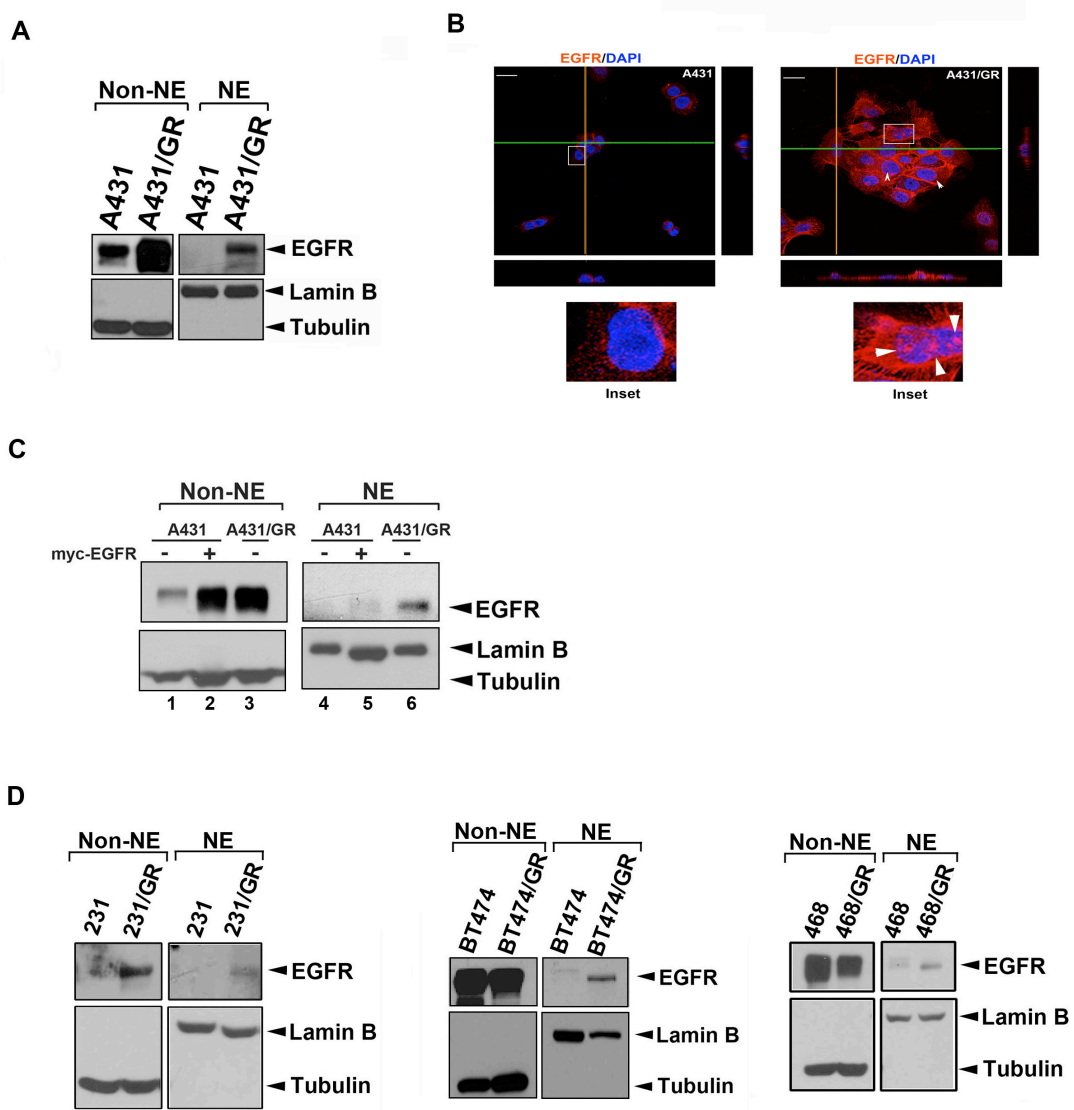 A
Non-NE NE
A431 A431/GR A431 A431/GR
EGFR
Lamin B
Tubulin
B
EGFR/DAPI
A431
Inset
EGFR/DAPI
A431/GR
Inset
C
Non-NE NE
A431 A431/GR A431 A431/GR
myc-EGFR - + - - + -
EGFR
Lamin B
Tubulin
1 2 3 4 5 6
D
Non-NE NE
231 231/GR 231 231/GR
EGFR
Lamin B
Tubulin
Non-NE NE
BT474 BT474/GR BT474 BT474/GR
EGFR
Lamin B
Tubulin
Non-NE NE
468 468/GR 468 468/GR
EGFR
Lamin B
Tubulin